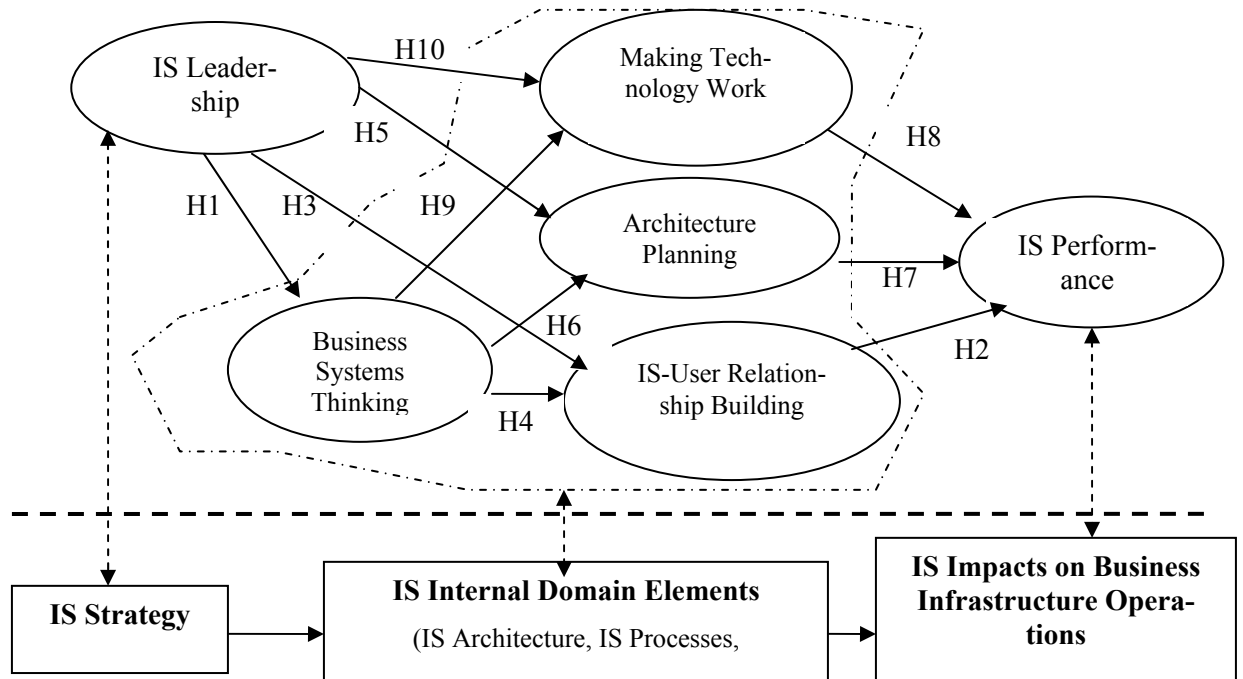 IS Leader-
ship
H10
Making Tech-
nology Work
H5
H8
H1
H3
H9
Architecture
Planning
IS Perform-
ance
H7
H6
Business
Systems
Thinking
IS-User Relation-
ship Building
H2
H4
IS Strategy
IS Internal Domain Elements
(IS Architecture, IS Processes,
IS Impacts on Business
Infrastructure Opera-
tions